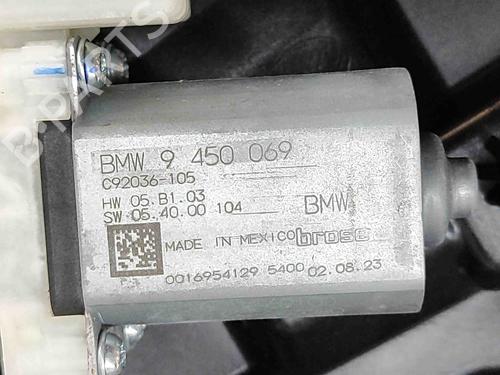 B-PARTS
BMW 9 450 069
C92036-105
HW 05.B1.03
SW 05.40.00 104
BMW
MADE IN MEXICO brose
0016954129 5400 02.08.23